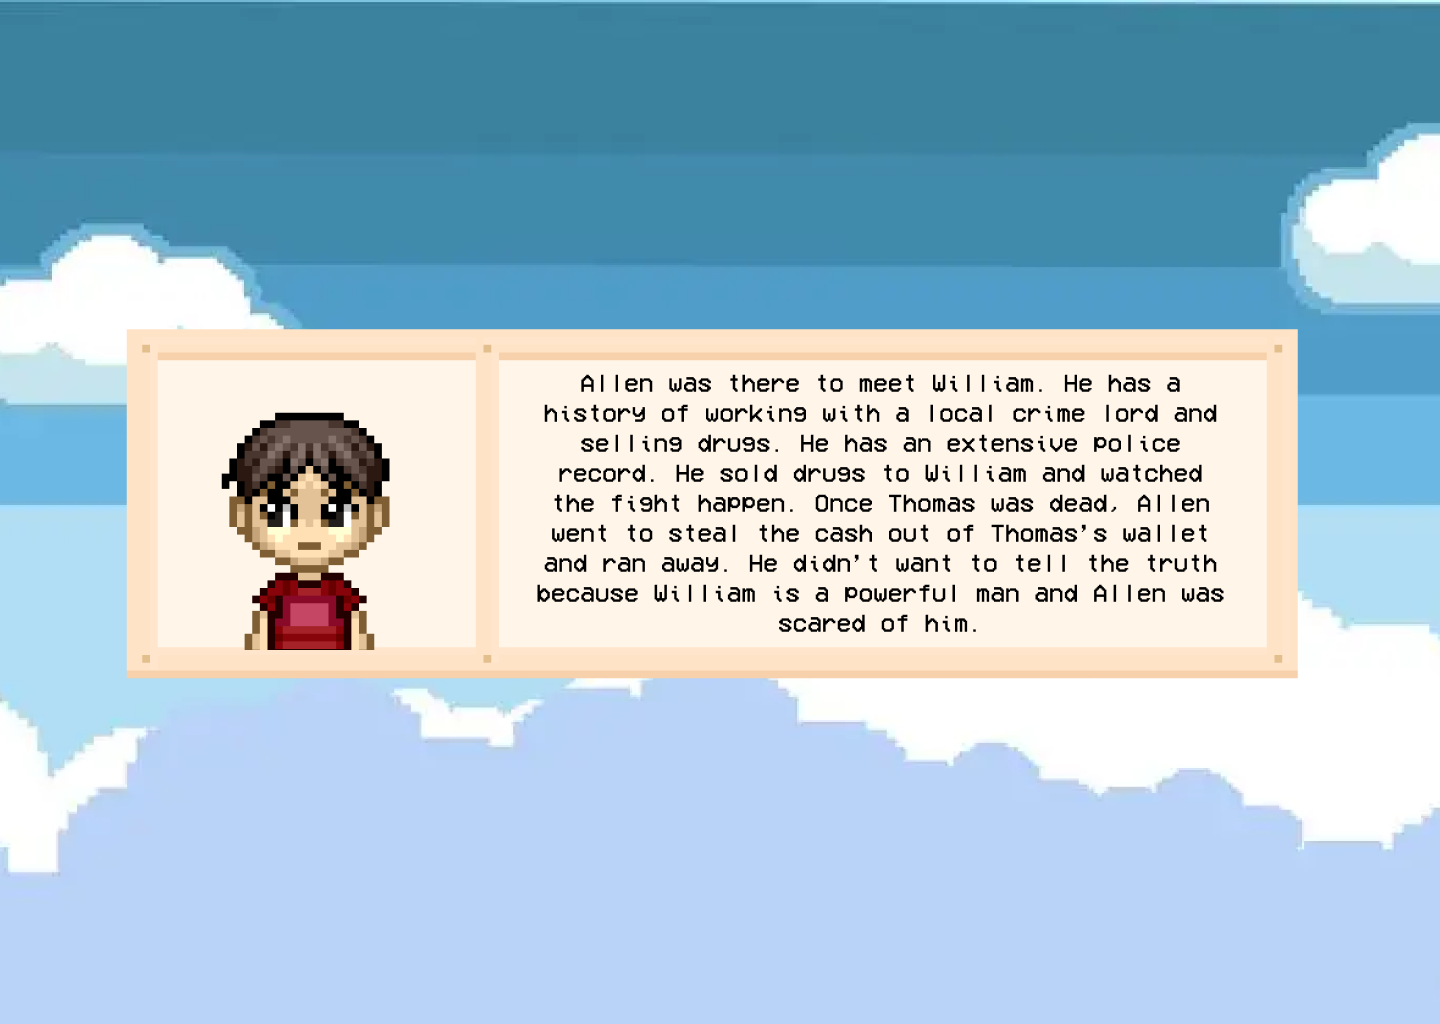 Allen was there to meet William. He has a
history of working with a local crime lord and
selling drugs. He has an extensive police
record. He sold drugs to William and watched
the fight happen. Once Thomas was dead, Allen
went to steal the cash out of Thomas's wallet
and ran away. He didn't want to tell the truth
because William is a powerful man and Allen was
scared of him.